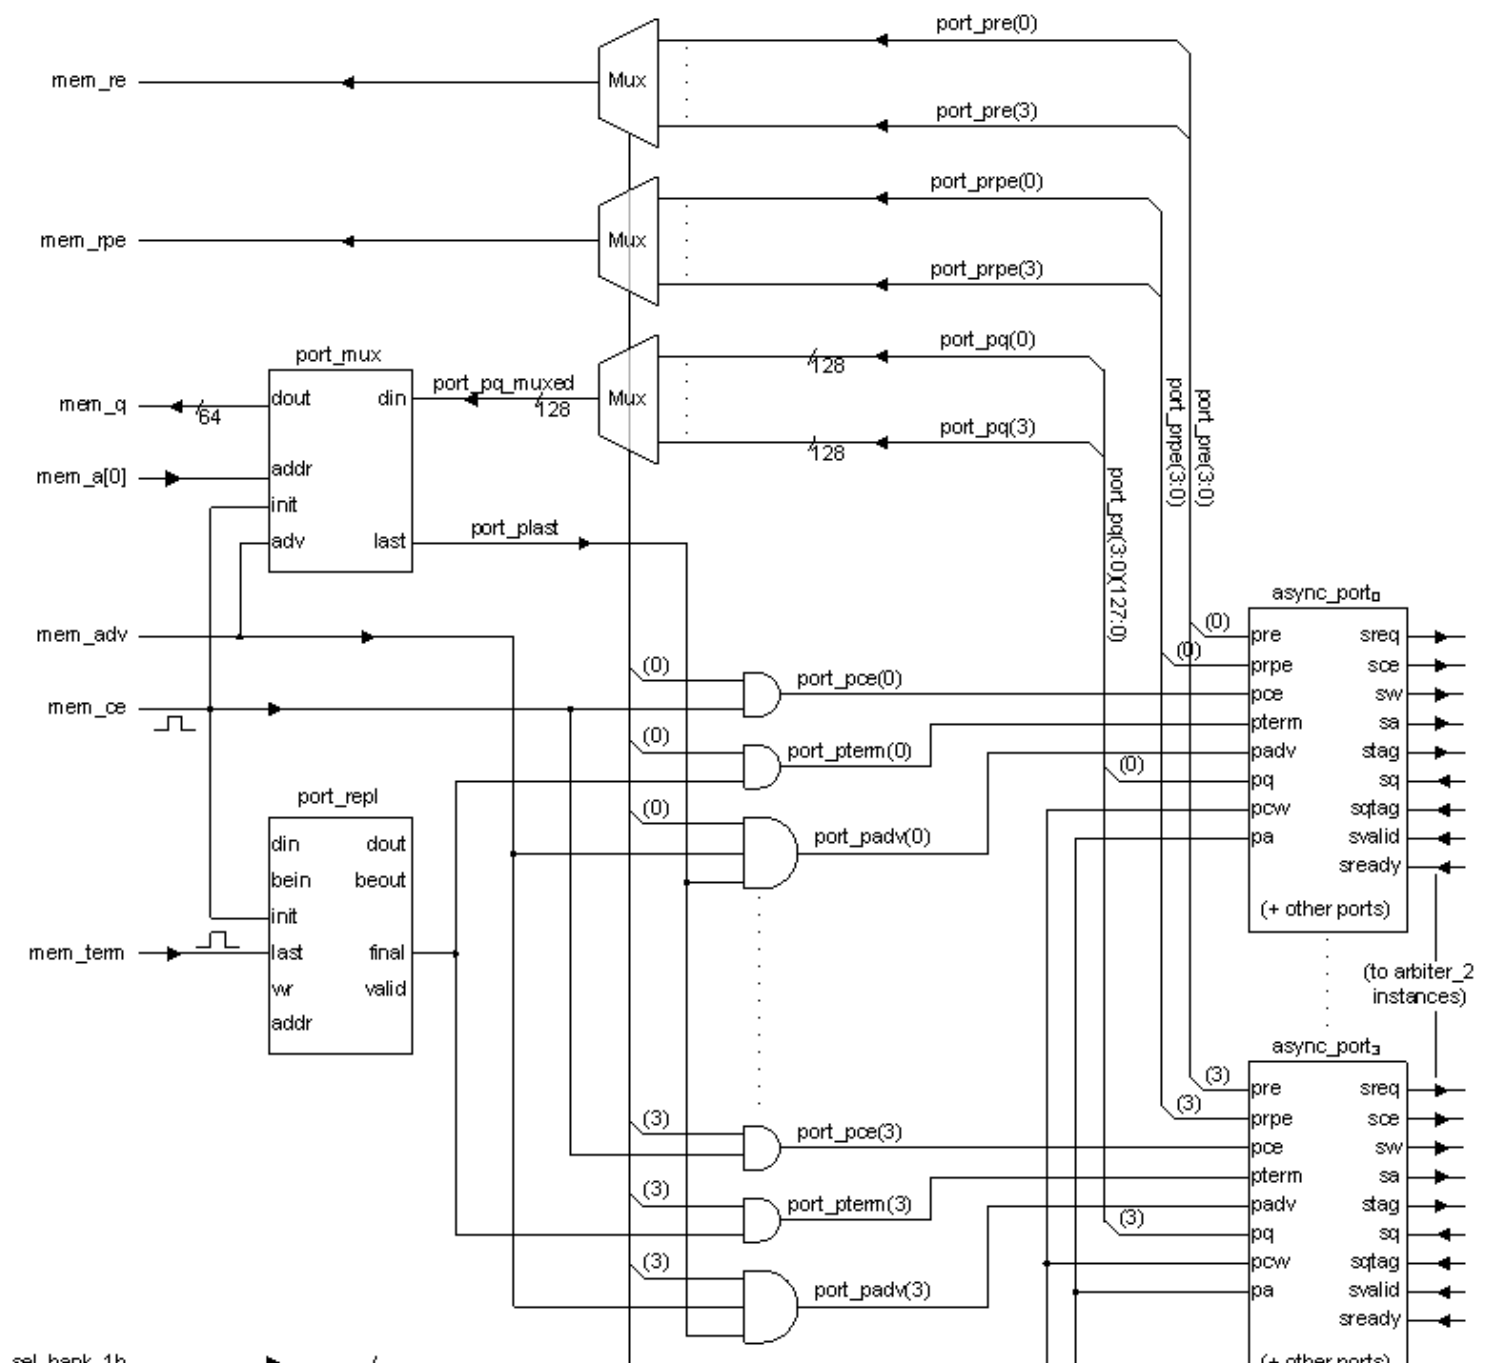 port_pre(0)
mem_re
Mux
port_pre(3)
port_prpe(0)
mem_rpe
Mux
port_prpe(3)
port_pq(0)
128
port_mux
port_pq_muxed
128
Mux
mem_q
64
dout
din
port_pq(3)
128
port_prpe(3:0)
port_pre(3:0)
mem_a[0]
addr
init
adv
last
port_plast
port_pq(3:0)(127:0)
async_port0
mem_adv
(0)
pre
sreq
(0)
prpe
sce
(0)
port_pce(0)
pce
sw
mem_ce
pterm
sa
(0)
port_pterm(0)
padv
stag
(0)
pq
sq
port_repl
(0)
pcw
sqtag
port_padv(0)
pa
svalid
din
dout
sready
bein
beout
(+ other ports)
init
mem_term
last
final
(to arbiter_2
instances)
wr
valid
addr
async_port3
(3)
pre
sreq
(3)
prpe
sce
(3)
port_pce(3)
pce
sw
pterm
sa
(3)
port_pterm(3)
padv
stag
(3)
pq
sq
(3)
pcw
sqtag
port_padv(3)
pa
svalid
sready
sel_bank_1h
(+ other ports)